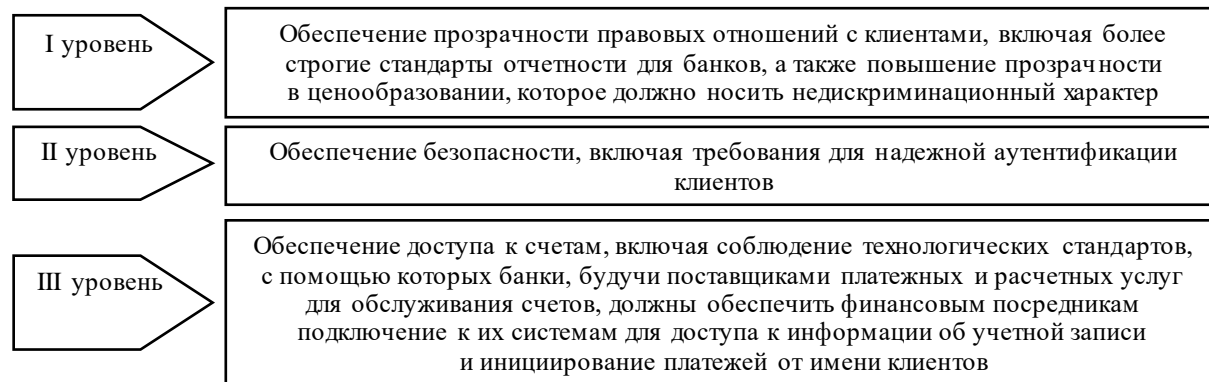 I уровень
Обеспечение прозрачности правовых отношений с клиентами, включая более
строгие стандарты отчетности для банков, а также повышение прозрачности
в ценообразовании, которое должно носить недискриминационный характер
II уровень
Обеспечение безопасности, включая требования для надежной аутентификации
клиентов
III уровень
Обеспечение доступа к счетам, включая соблюдение технологических стандартов,
с помощью которых банки, будучи поставщиками платежных и расчетных услуг
для обслуживания счетов, должны обеспечить финансовым посредникам
подключение к их системам для доступа к информации об учетной записи
и инициирование платежей от имени клиентов